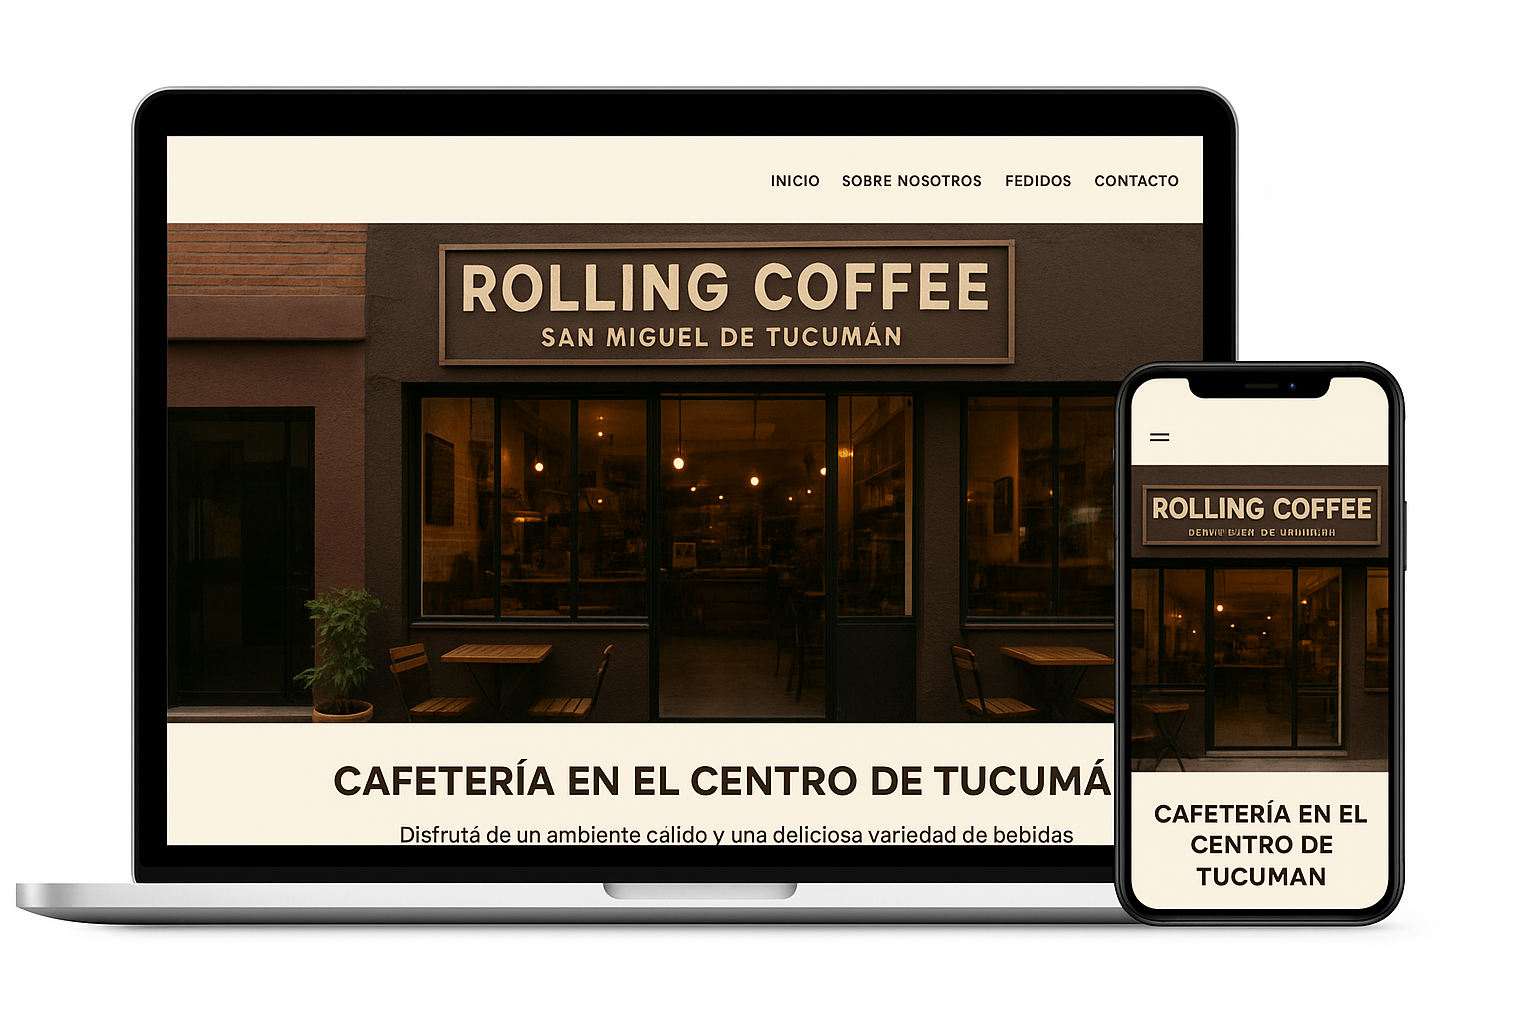 INICIO SOBRE NOSOTROS FEDIDOS CONTACTO
ROLLING COFFEE
SAN MIGUEL DE TUCUMÁN
CAFETERÍA EN EL CENTRO DE TUCUMÁ
Disfrutá de un ambiente cálido y una deliciosa variedad de bebidas
ROLLING COFFEE
DE
CAFETERÍA EN EL
CENTRO DE
TUCUMAN